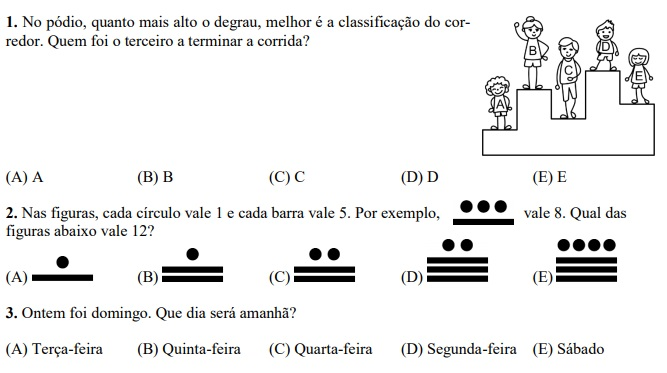 1. No pódio, quanto mais alto o degrau, melhor é a classificação do cor-
redor. Quem foi o terceiro a terminar a corrida?
B
D
C
E
A
(A) A (B) B (C) C (D) D (E) E
2. Nas figuras, cada círculo vale 1 e cada barra vale 5. Por exemplo, vale 8. Qual das
figuras abaixo vale 12?
(A) (B) (C) (D) (E)
3. Ontem foi domingo. Que dia será amanhã?
(A) Terça-feira (B) Quinta-feira (C) Quarta-feira (D) Segunda-feira (E) Sábado